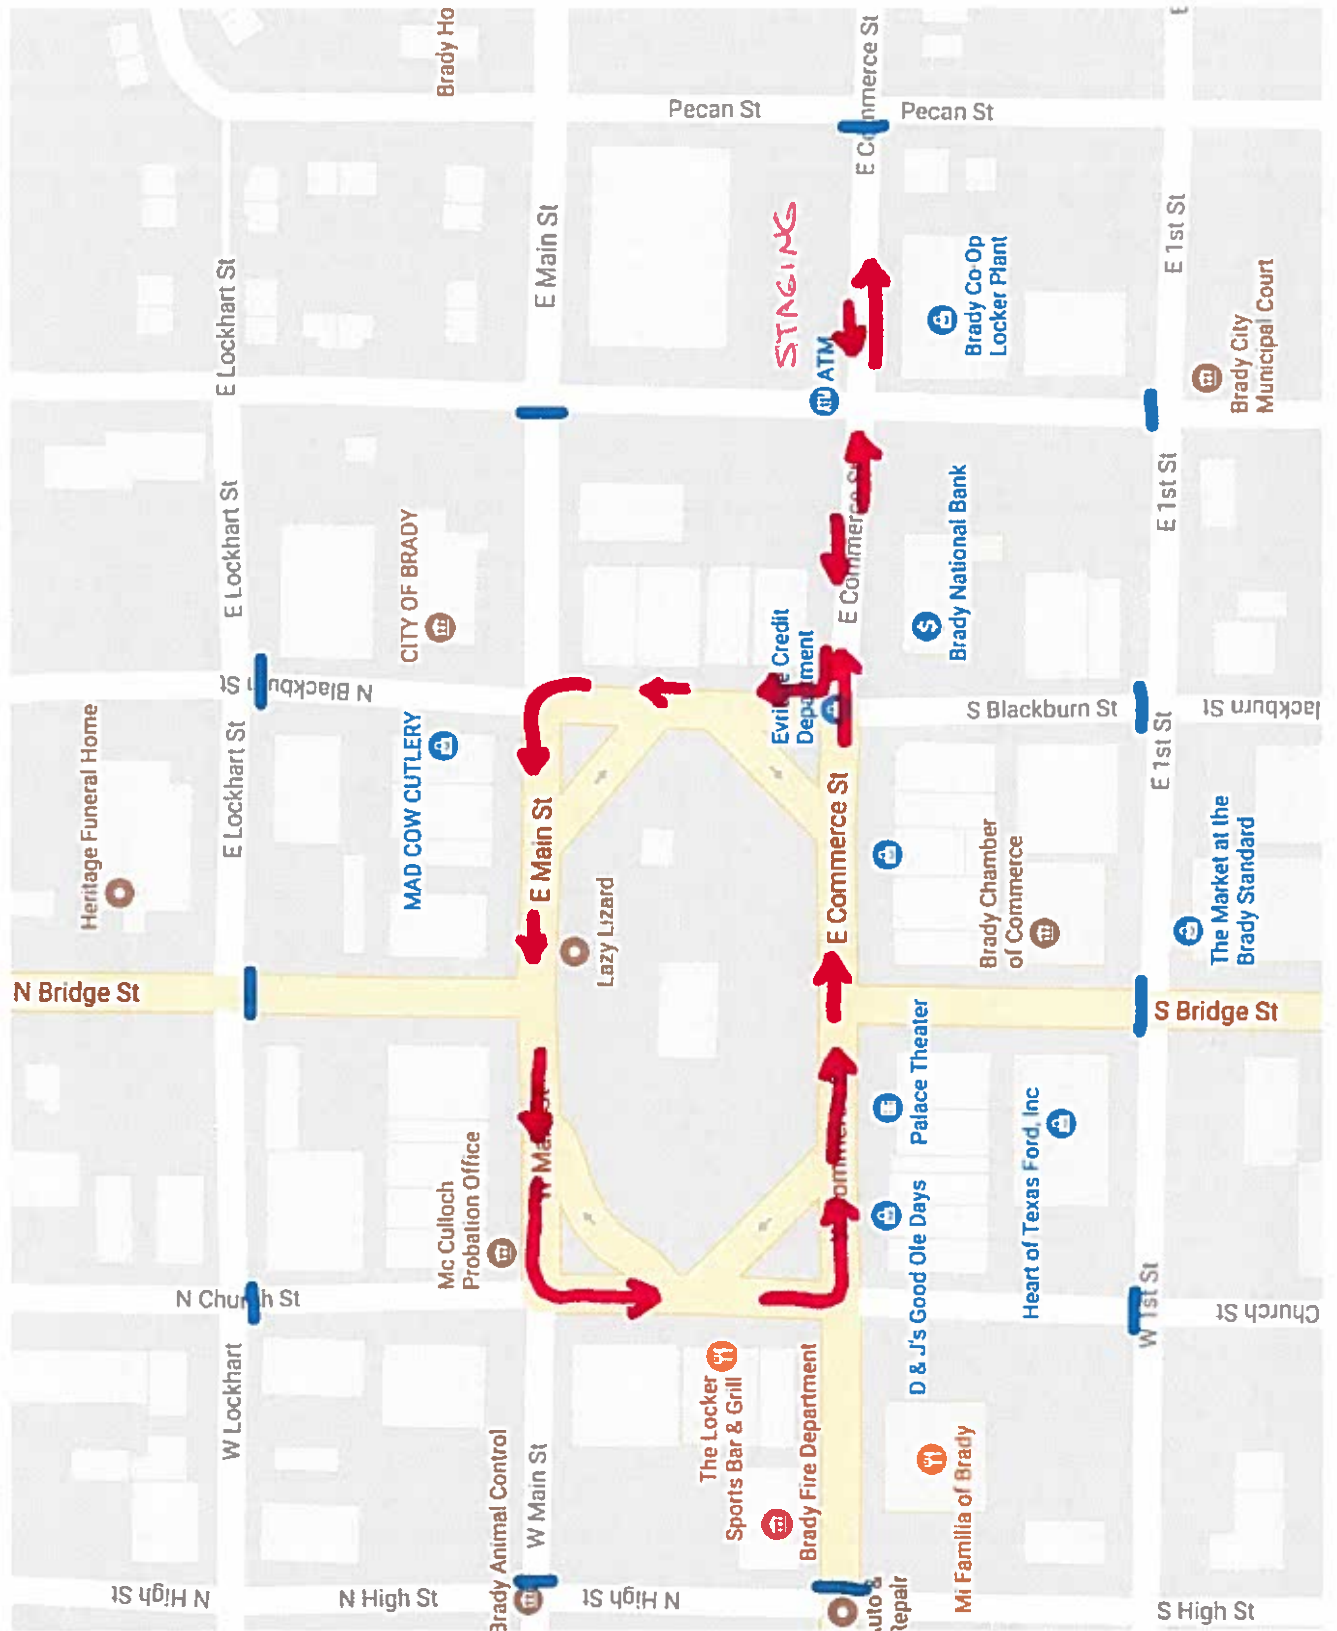 Brady Ho
E Commerce St
Pecan St
Pecan St
E Main St
E Lockhart St
STAGING
E 1st St
ATM
Brady Co-Op
Locker Plant
Brady City
Municipal Court
E Lockhart St
CITY OF BRADY
E Commerce St
Brady National Bank
E 1st St
N Blackburn St
Evri e Credit
Department
S Blackburn St
lackburn St
Heritage Funeral Home
E Lockhart St
MAD COW CUTLERY
E Main St
E Commerce St
E 1st St
Lazy Lizard
Brady Chamber
of Commerce
The Market at the
Brady Standard
N Bridge St
S Bridge St
Palace Theater
Mc Culloch
Probation Office
D & J's Good Ole Days
Heart of Texas Ford, Inc
N Church St
Church St
W Lockhart
W 1st St
The Locker
Sports Bar & Grill
Brady Fire Department
Mi Familia of Brady
Brady Animal Control
W Main St
N High St
N High St
N High St
uto &
Repair
S High St